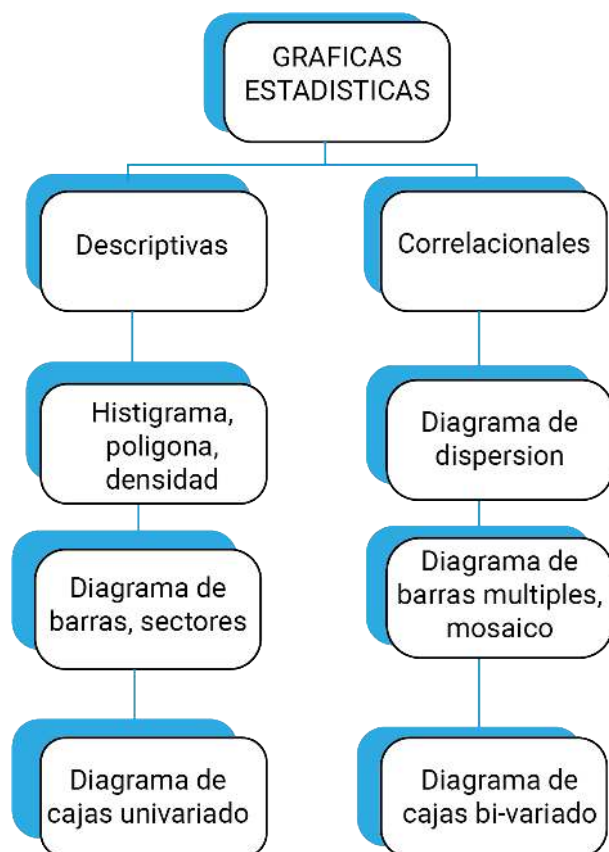 GRAFICAS
ESTADISTICAS
Descriptivas
Correlacionales
Histigrama,
poligona,
densidad
Diagrama de
dispersion
Diagrama de
barras, sectores
Diagrama de
barras multiples,
mosaico
Diagrama de
cajas univariado
Diagrama de
cajas bi-variado